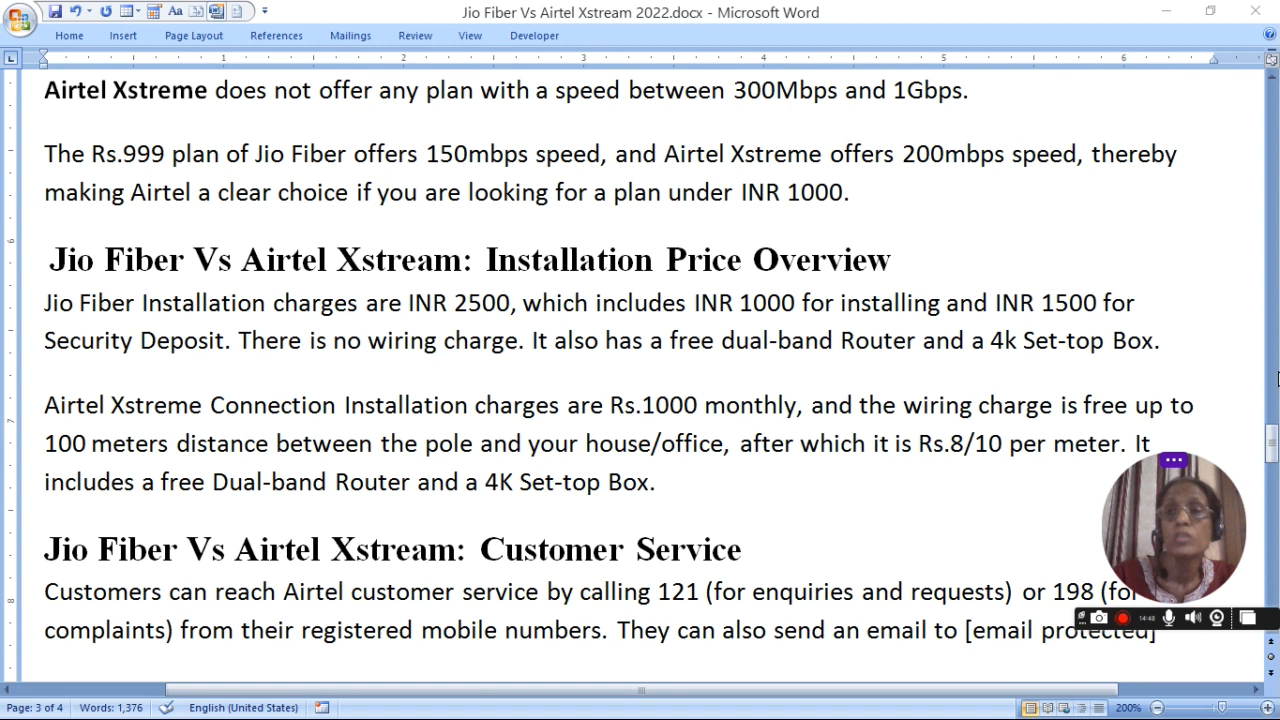 Jio Fiber Vs Airtel Xstream 2022.docx - Microsoft Word
Home Insert Page Layout References Mailings Review View Developer
1 2 3 4 5 6
Airtel Xstreme does not offer any plan with a speed between 300Mbps and 1Gbps.
The Rs.999 plan of Jio Fiber offers 150mbps speed, and Airtel Xstreme offers 200mbps speed, thereby
making Airtel a clear choice if you are looking for a plan under INR 1000.
Jio Fiber Vs Airtel Xstream: Installation Price Overview
Jio Fiber Installation charges are INR 2500, which includes INR 1000 for installing and INR 1500 for
Security Deposit. There is no wiring charge. It also has a free dual-band Router and a 4k Set-top Box.
Airtel Xstreme Connection Installation charges are Rs.1000 monthly, and the wiring charge is free up to
100 meters distance between the pole and your house/office, after which it is Rs.8/10 per meter. It
includes a free Dual-band Router and a 4K Set-top Box.
Jio Fiber Vs Airtel Xstream: Customer Service
Customers can reach Airtel customer service by calling 121 (for enquiries and requests) or 198 (for
complaints) from their registered mobile numbers. They can also send an email to [email protected]
Page: 3 of 4 Words: 1,376 English (United States) 200%